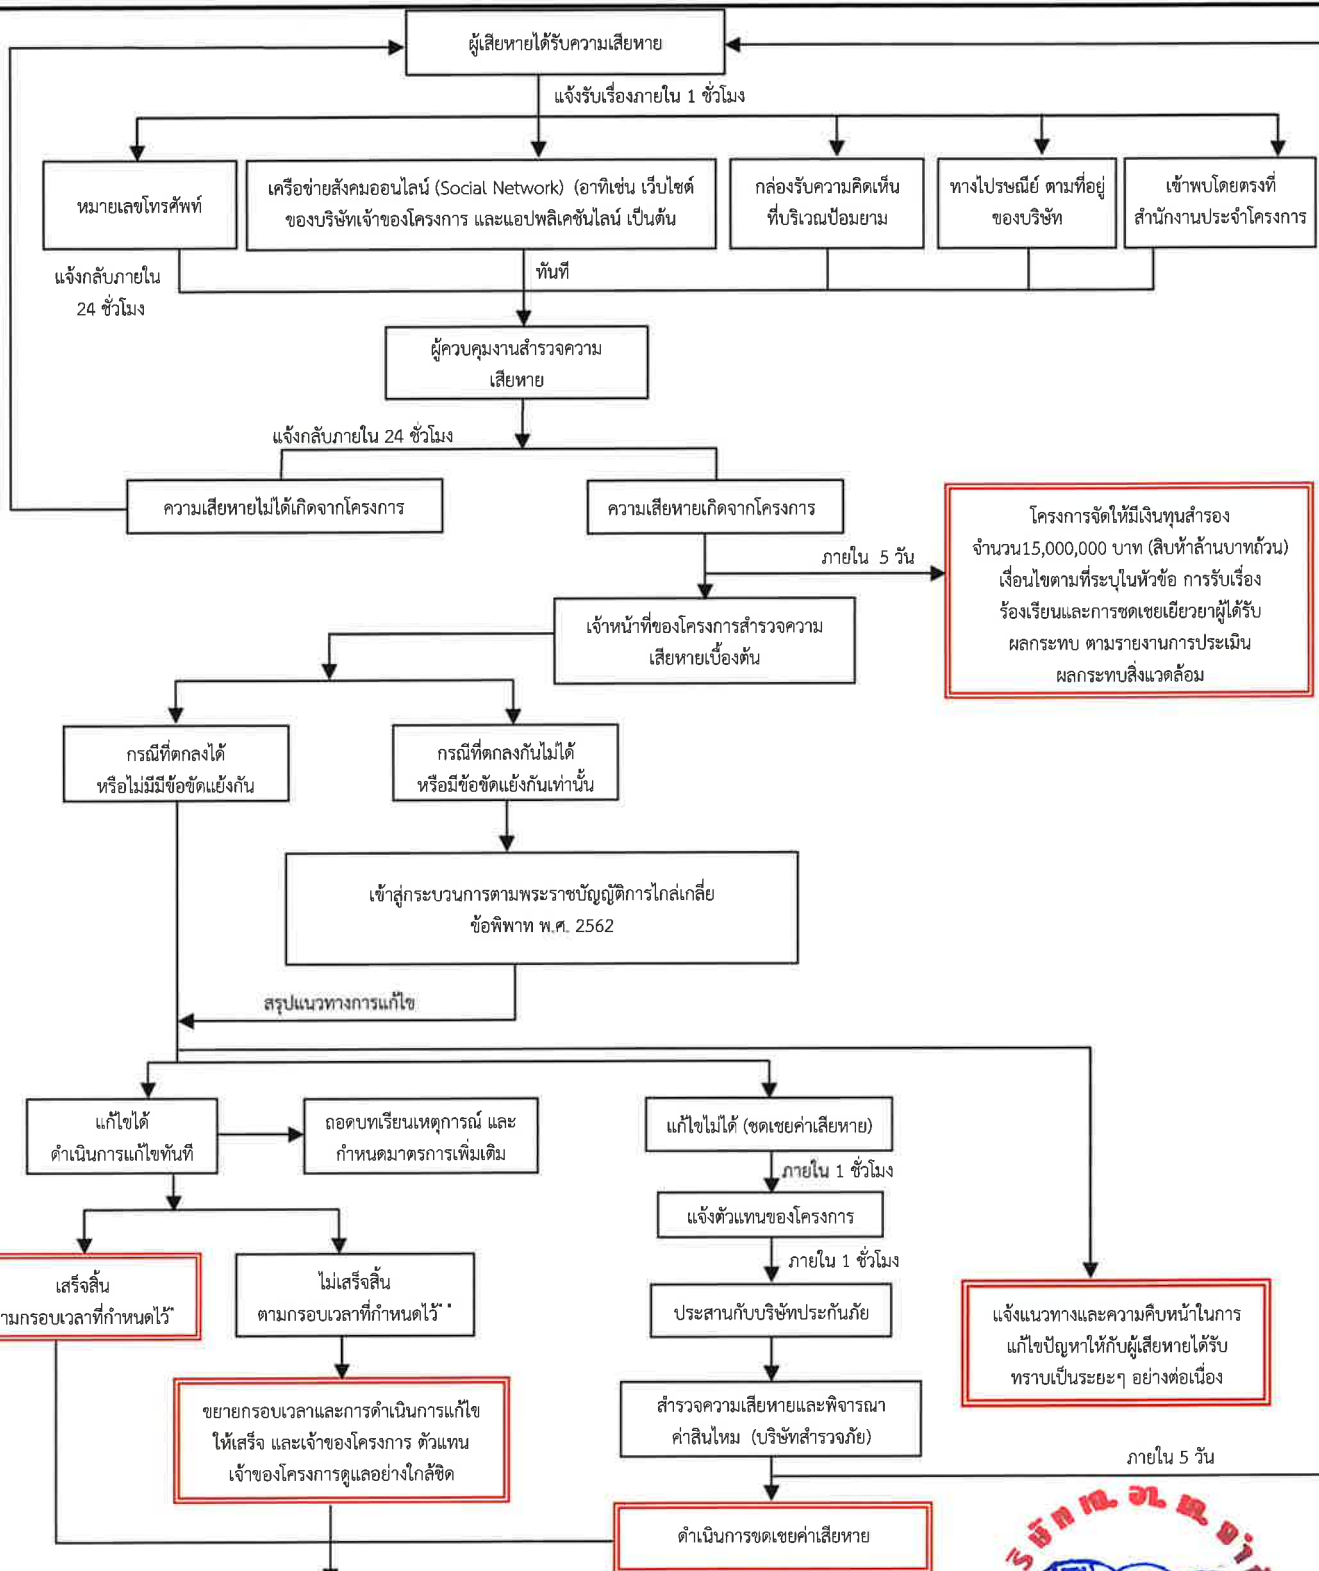 ผู้เสียหายได้รับความเสียหาย
แจ้งรับเรื่องภายใน 1 ชั่วโมง
หมายเลขโทรศัพท์
เครือข่ายสังคมออนไลน์ (Social Network) (อาทิเช่น เว็บไซต์
ของบริษัทเจ้าของโครงการ และแอปพลิเคชันไลน์ เป็นต้น
กล่องรับความคิดเห็น
ที่บริเวณป้อมยาม
ทางไปรษณีย์ ตามที่อยู่
ของบริษัท
เข้าพบโดยตรงที่
สำนักงานประจำโครงการ
แจ้งกลับภายใน
24 ชั่วโมง
ทันที
ผู้ควบคุมงานสำรวจความ
เสียหาย
แจ้งกลับภายใน 24 ชั่วโมง
ความเสียหายไม่ได้เกิดจากโครงการ
ความเสียหายเกิดจากโครงการ
ภายใน 5 วัน
โครงการจัดให้มีเงินทุนสำรอง
จำนวน15,000,000 บาท (สิบห้าล้านบาทถ้วน)
เงื่อนไขตามที่ระบุในหัวข้อ การรับเรื่อง
ร้องเรียนและการชดเชยเยียวยาผู้ได้รับ
ผลกระทบ ตามรายงานการประเมิน
ผลกระทบสิ่งแวดล้อม
เจ้าหน้าที่ของโครงการสำรวจความ
เสียหายเบื้องต้น
กรณีที่ตกลงได้
หรือไม่มีมีข้อขัดแย้งกัน
กรณีที่ตกลงกันไม่ได้
หรือมีข้อขัดแย้งกันเท่านั้น
เข้าสู่กระบวนการตามพระราชบัญญัติการไกล่เกลี่ย
ข้อพิพาท พ.ศ. 2562
สรุปแนวทางการแก้ไข
แก้ไขได้
ดำเนินการแก้ไขทันที
ถอดบทเรียนเหตุการณ์ และ
กำหนดมาตรการเพิ่มเติม
แก้ไขไม่ได้ (ชดเชยค่าเสียหาย)
ภายใน 1 ชั่วโมง
แจ้งตัวแทนของโครงการ
ภายใน 1 ชั่วโมง
ประสานกับบริษัทประกันภัย
เสร็จสิ้น
ามกรอบเวลาที่กำหนดไว้*
ไม่เสร็จสิ้น
ตามกรอบเวลาที่กำหนดไว้**
แจ้งแนวทางและความคืบหน้าในการ
แก้ไขปัญหาให้กับผู้เสียหายได้รับ
ทราบเป็นระยะๆ อย่างต่อเนื่อง
ขยายกรอบเวลาและการดำเนินการแก้ไข
ให้เสร็จ และเจ้าของโครงการ ตัวแทน
เจ้าของโครงการดูแลอย่างใกล้ชิด
สำรวจความเสียหายและพิจารณา
ค่าสินไหม (บริษัทสำรวจภัย)
ภายใน 5 วัน
ดำเนินการชดเชยค่าเสียหาย